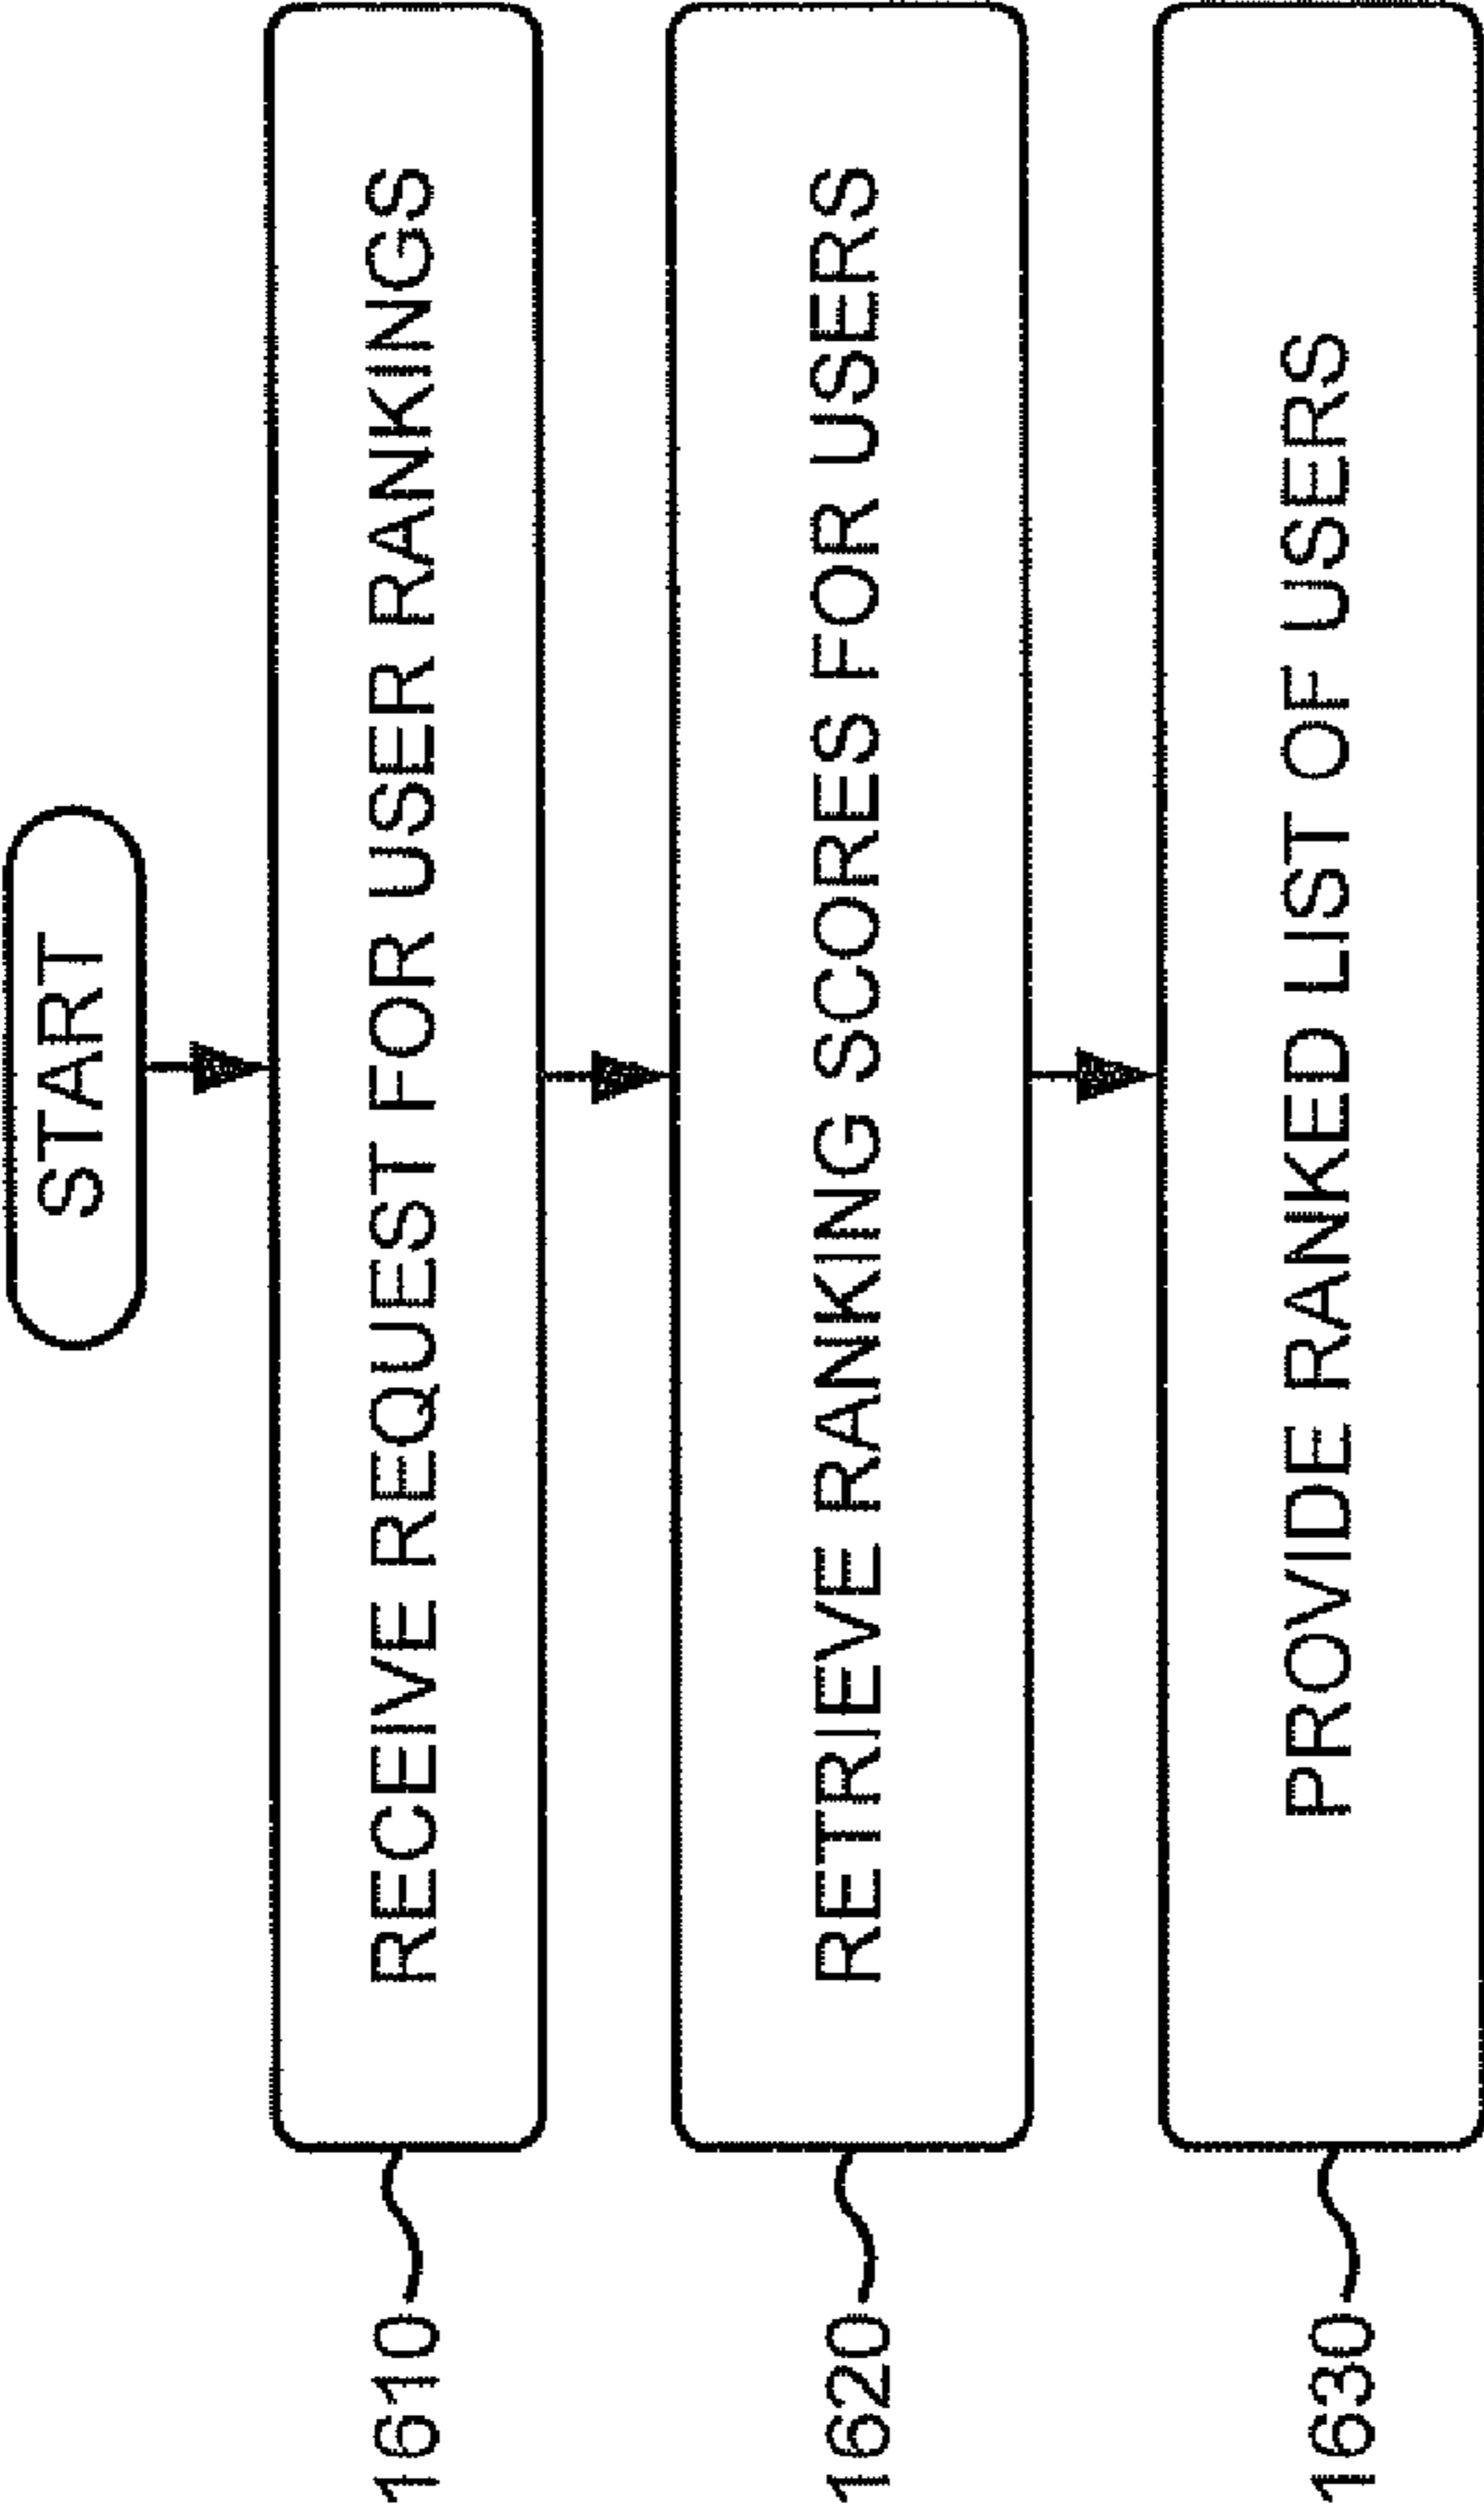 START
1610
RECEIVE REQUEST FOR USER RANKINGS
1620
RETRIEVE RANKING SCORES FOR USERS
1630
PROVIDE RANKED LIST OF USERS